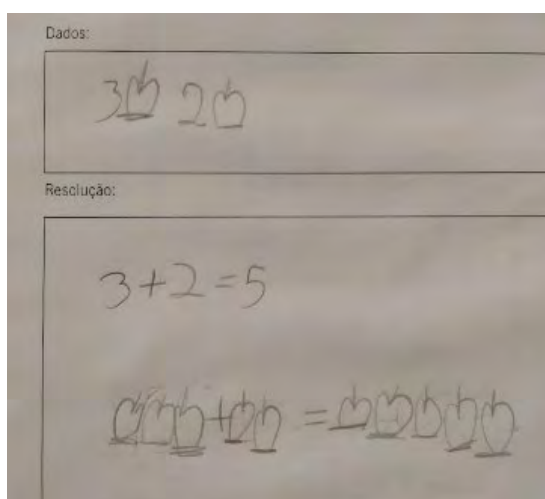 Dados:
3 2
Resolução:
3+2=5
+ =